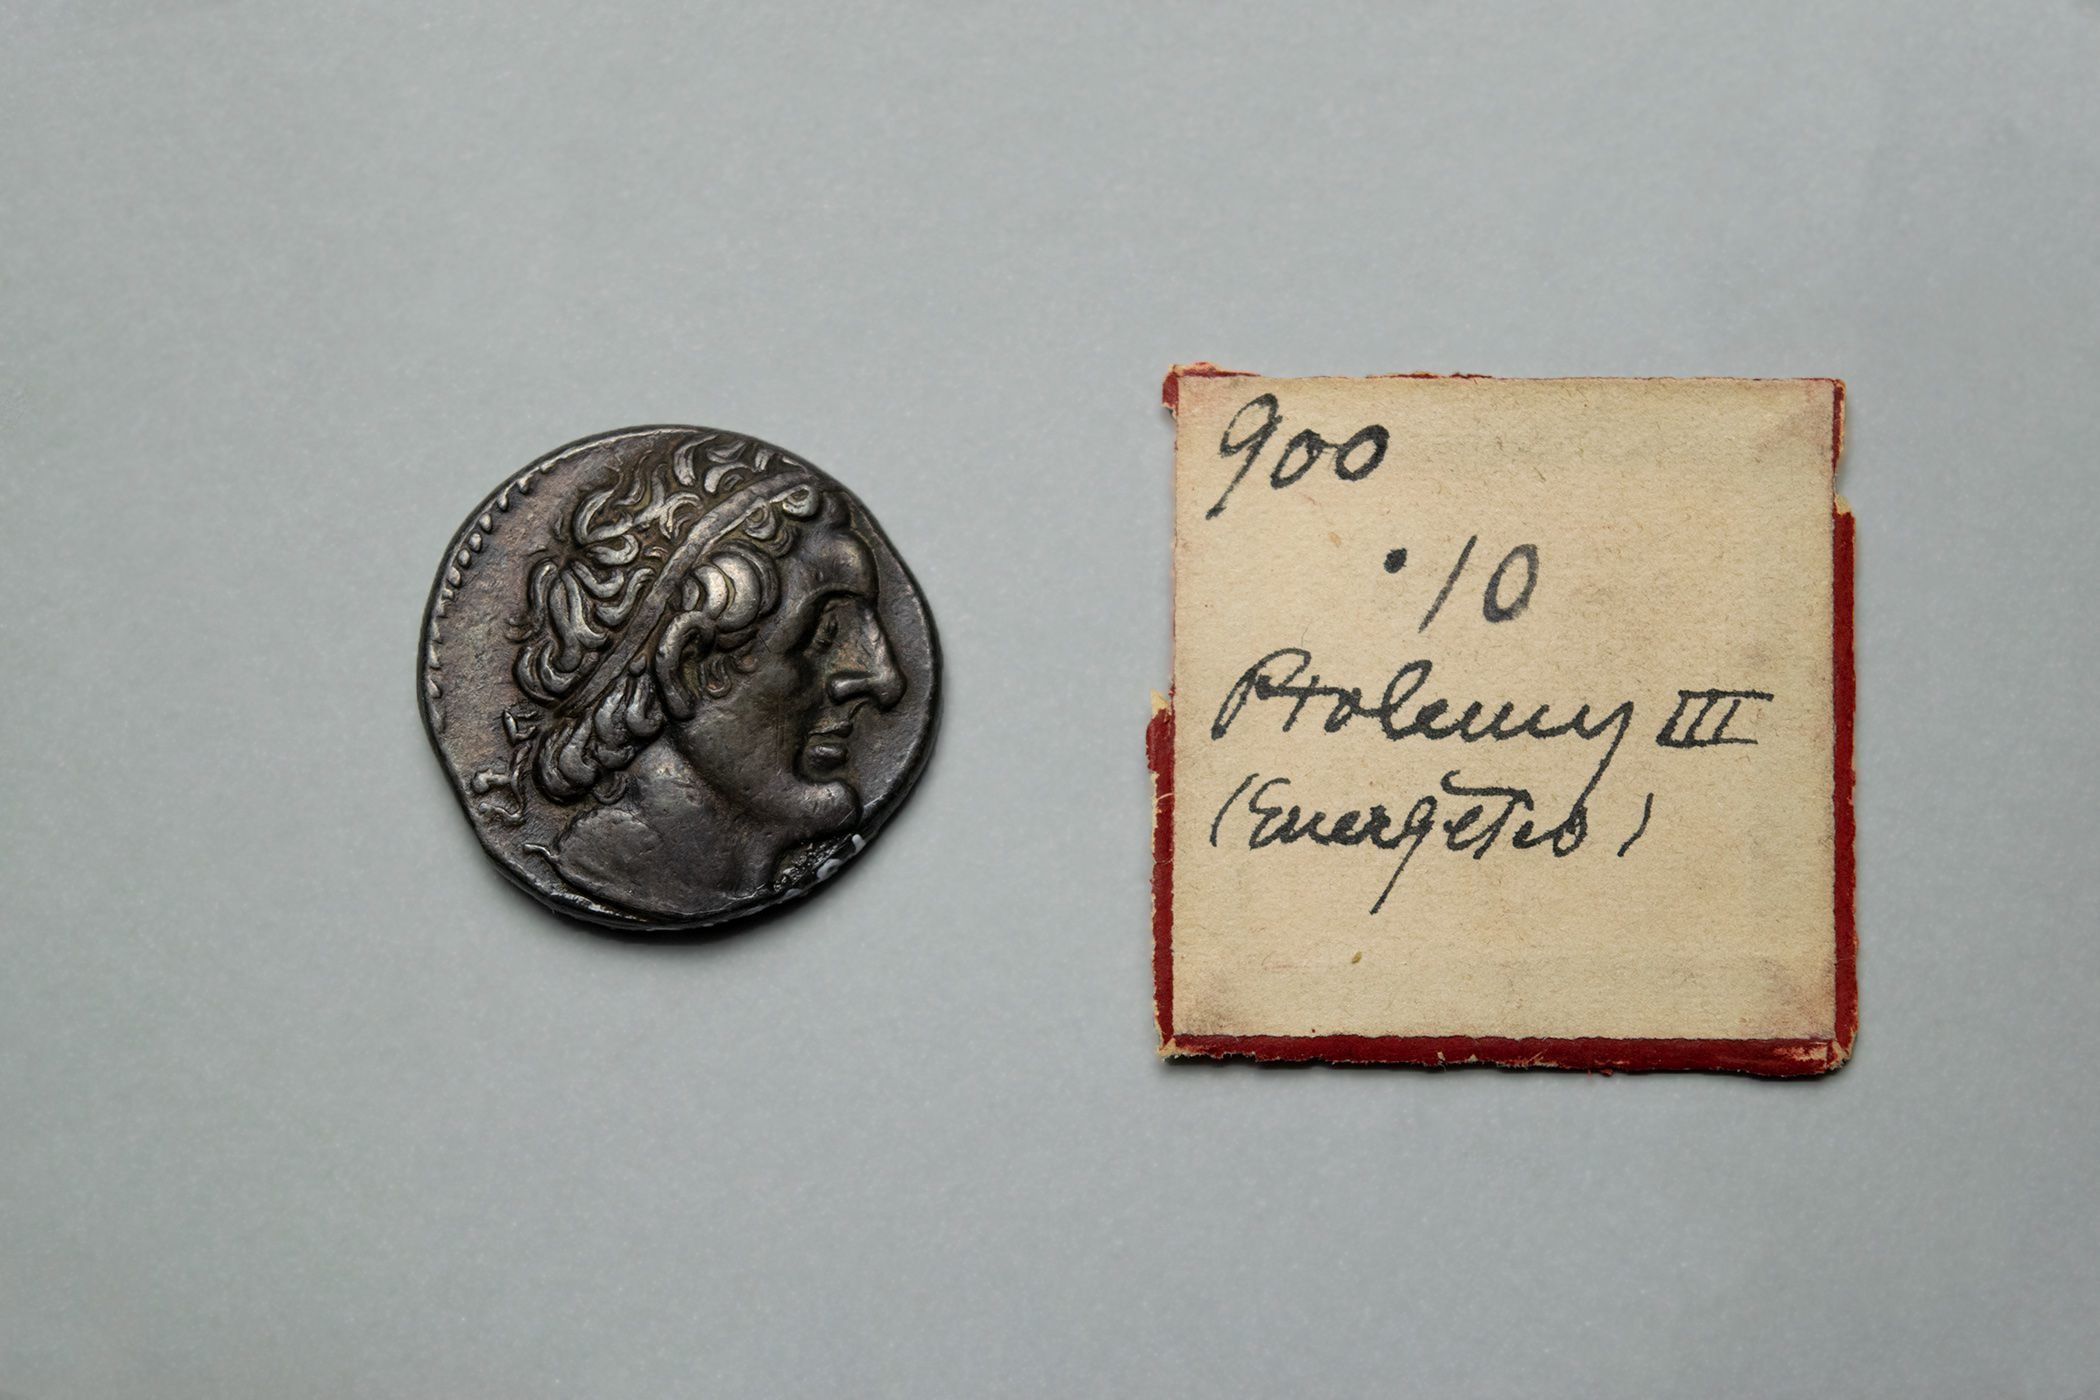 900
.10
Ptolemy III
(Euergetes)